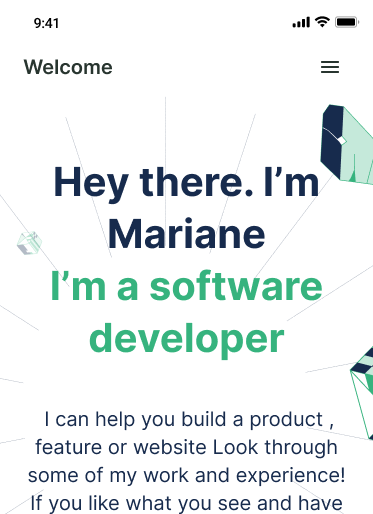 9:41
Welcome
Hey there. I’m
Mariane
I’m a software
developer
I can help you build a product ,
feature or website Look through
some of my work and experience!
If you like what you see and have